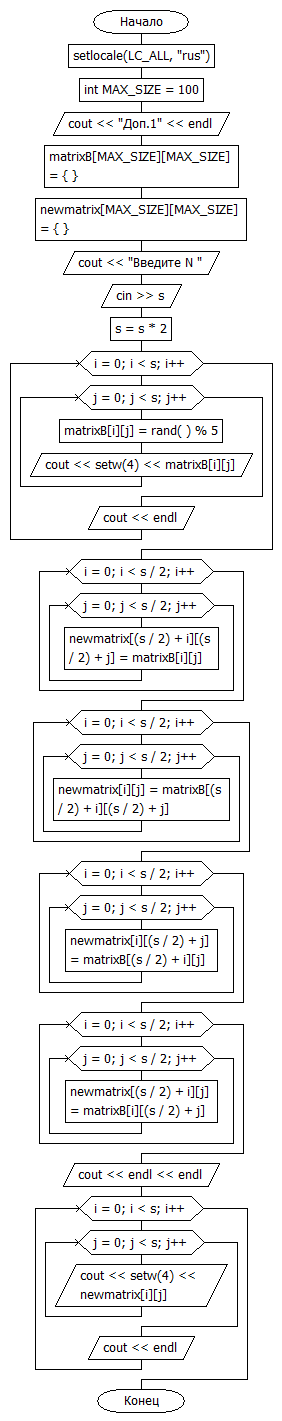 Начало
setlocale(LC_ALL, "rus")
int MAX_SIZE = 100
cout << "Доп.1" << endl
matrixB[MAX_SIZE][MAX_SIZE]
= { }
newmatrix[MAX_SIZE][MAX_SIZE]
= { }
cout << "Введите N "
cin >> s
s = s * 2
i = 0; i < s; i++
j = 0; j < s; j++
matrixB[i][j] = rand( ) % 5
cout << setw(4) << matrixB[i][j]
cout << endl
i = 0; i < s / 2; i++
j = 0; j < s / 2; j++
newmatrix[(s / 2) + i][(s
/ 2) + j] = matrixB[i][j]
i = 0; i < s / 2; i++
j = 0; j < s / 2; j++
newmatrix[i][j] = matrixB[(s
/ 2) + i][(s / 2) + j]
i = 0; i < s / 2; i++
j = 0; j < s / 2; j++
newmatrix[i][(s / 2) + j]
= matrixB[(s / 2) + i][j]
i = 0; i < s / 2; i++
j = 0; j < s / 2; j++
newmatrix[(s / 2) + i][j]
= matrixB[i][(s / 2) + j]
cout << endl << endl
i = 0; i < s; i++
j = 0; j < s; j++
cout << setw(4) <<
newmatrix[i][j]
cout << endl
Конец